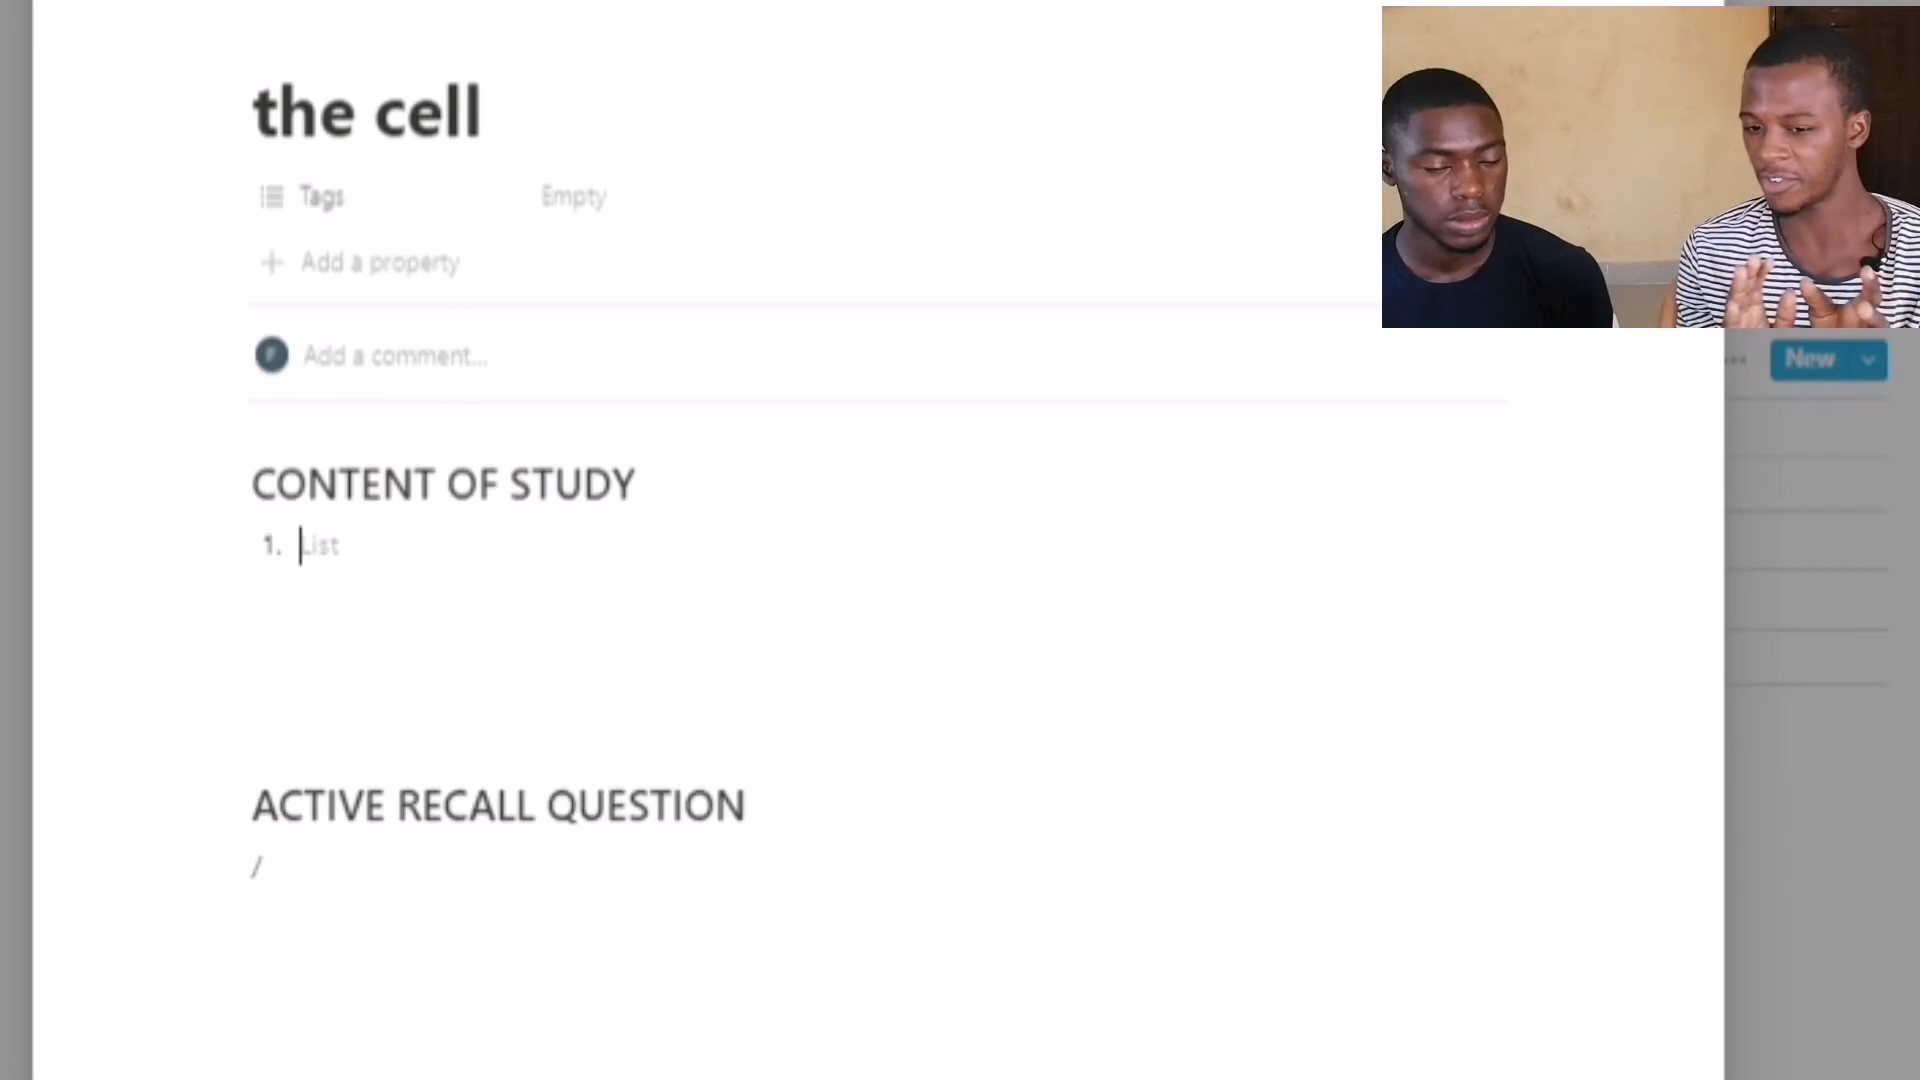 the cell
Tags Empty
Add a property
F Add a comment...
New
CONTENT OF STUDY
1. List
ACTIVE RECALL QUESTION
/